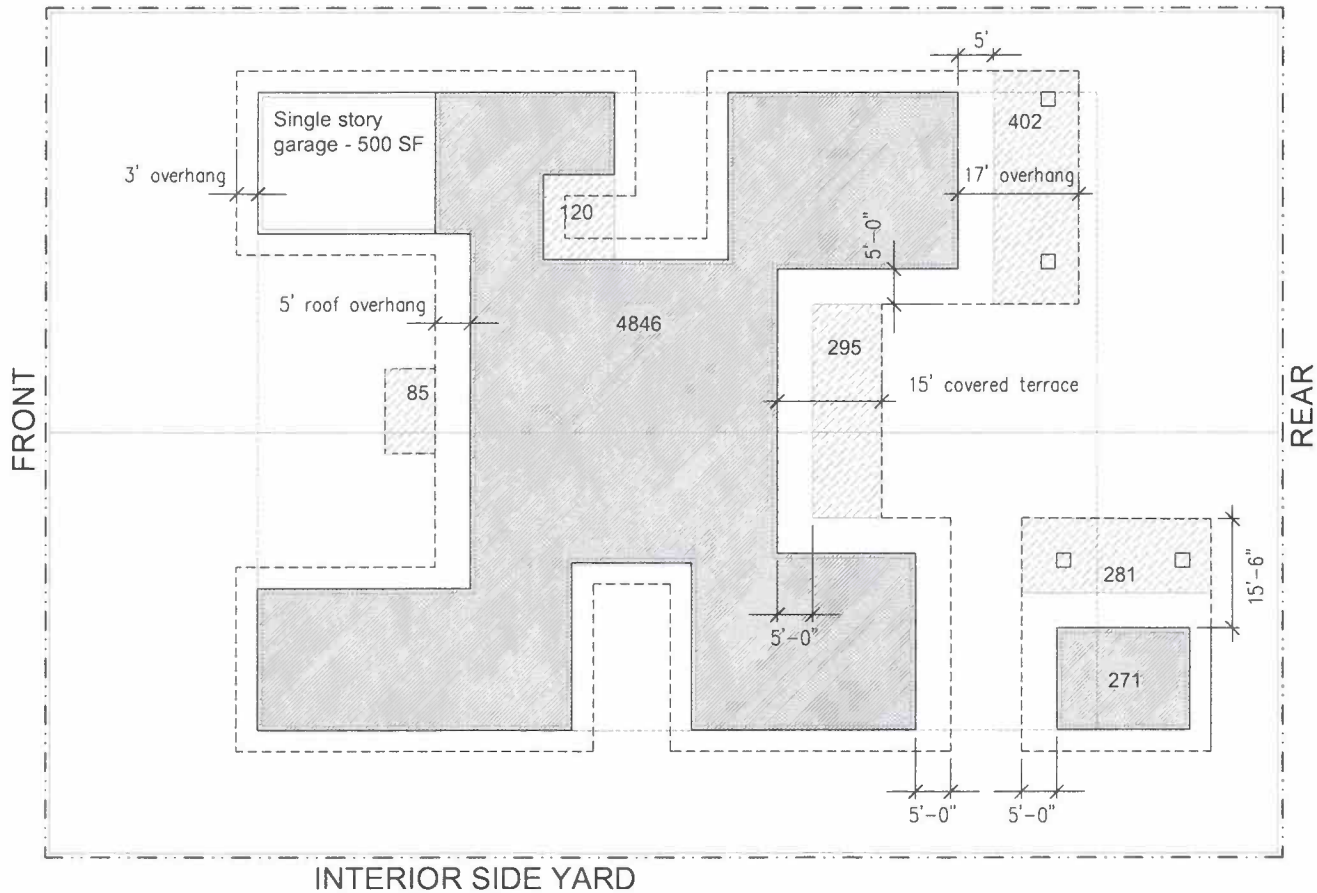 5'
Single story
garage - 500 SF
402
3' overhang
17' overhang
120
5'-0"
5' roof overhang
4846
295
85
15' covered terrace
FRONT
REAR
281
15'-6"
5'-0"
271
5'-0"
5'-0"
INTERIOR SIDE YARD